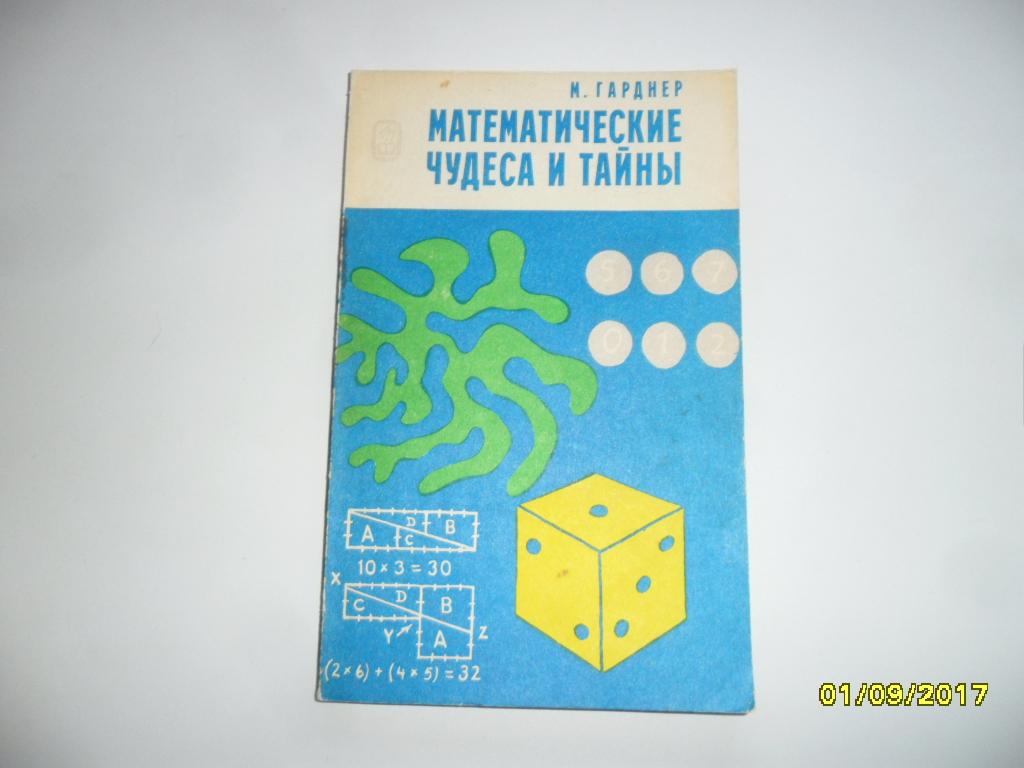 М. ГАРДНЕР
МАТЕМАТИЧЕСКИЕ
ЧУДЕСА И ТАЙНЫ
5 6 7
0 1 2
A D C B
10 × 3 = 30
X
C D B
Y A Z
(2×6) + (4×5) = 32
01/09/2017